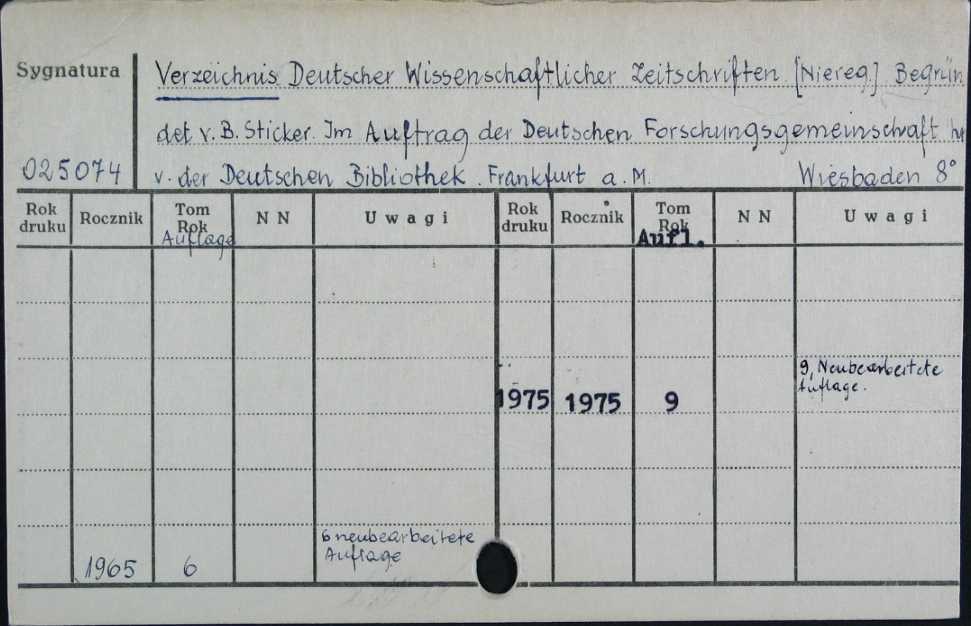 Sygnatura
Verzeichnis Deutscher Wissenschaftlicher Zeitschriften. [Niereg.] Begrün
det v. B. Sticker. Im Auftrag der Deutschen Forschungsgemeinschaft
025074 v. der Deutschen Bibliothek. Frankfurt a. M. Wiesbaden 8°
Rok druku Rocznik Tom Rok Auflage N N Uwagi Rok druku Rocznik Tom Rok Aufl. N N Uwagi
9, Neubearbeitete
Auflage.
1975 1975 9
6 neubearbeitete
Auflage
1965 6